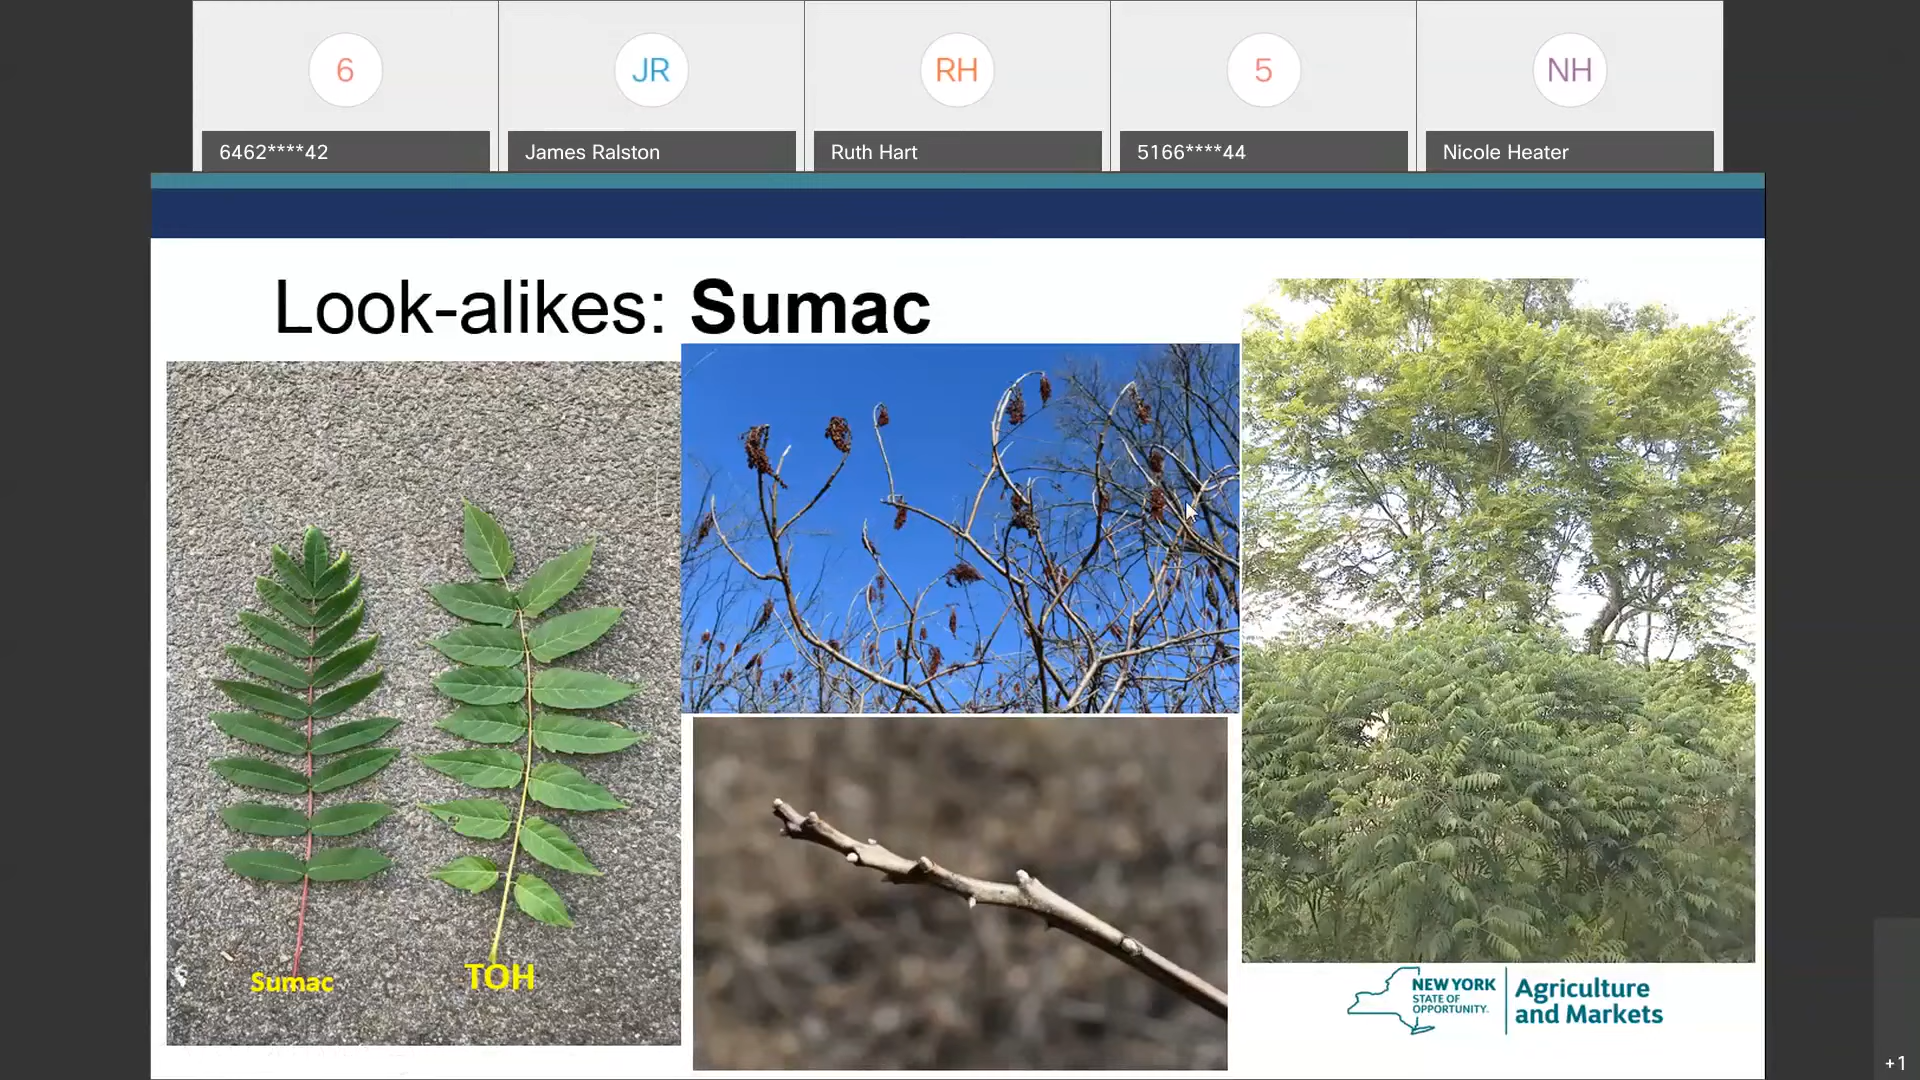 6
JR
RH
5
NH
6462****42
James Ralston
Ruth Hart
5166****44
Nicole Heater
Look-alikes: Sumac
Sumac
TOH
NEW YORK
STATE OF
OPPORTUNITY.
Agriculture
and Markets
+1